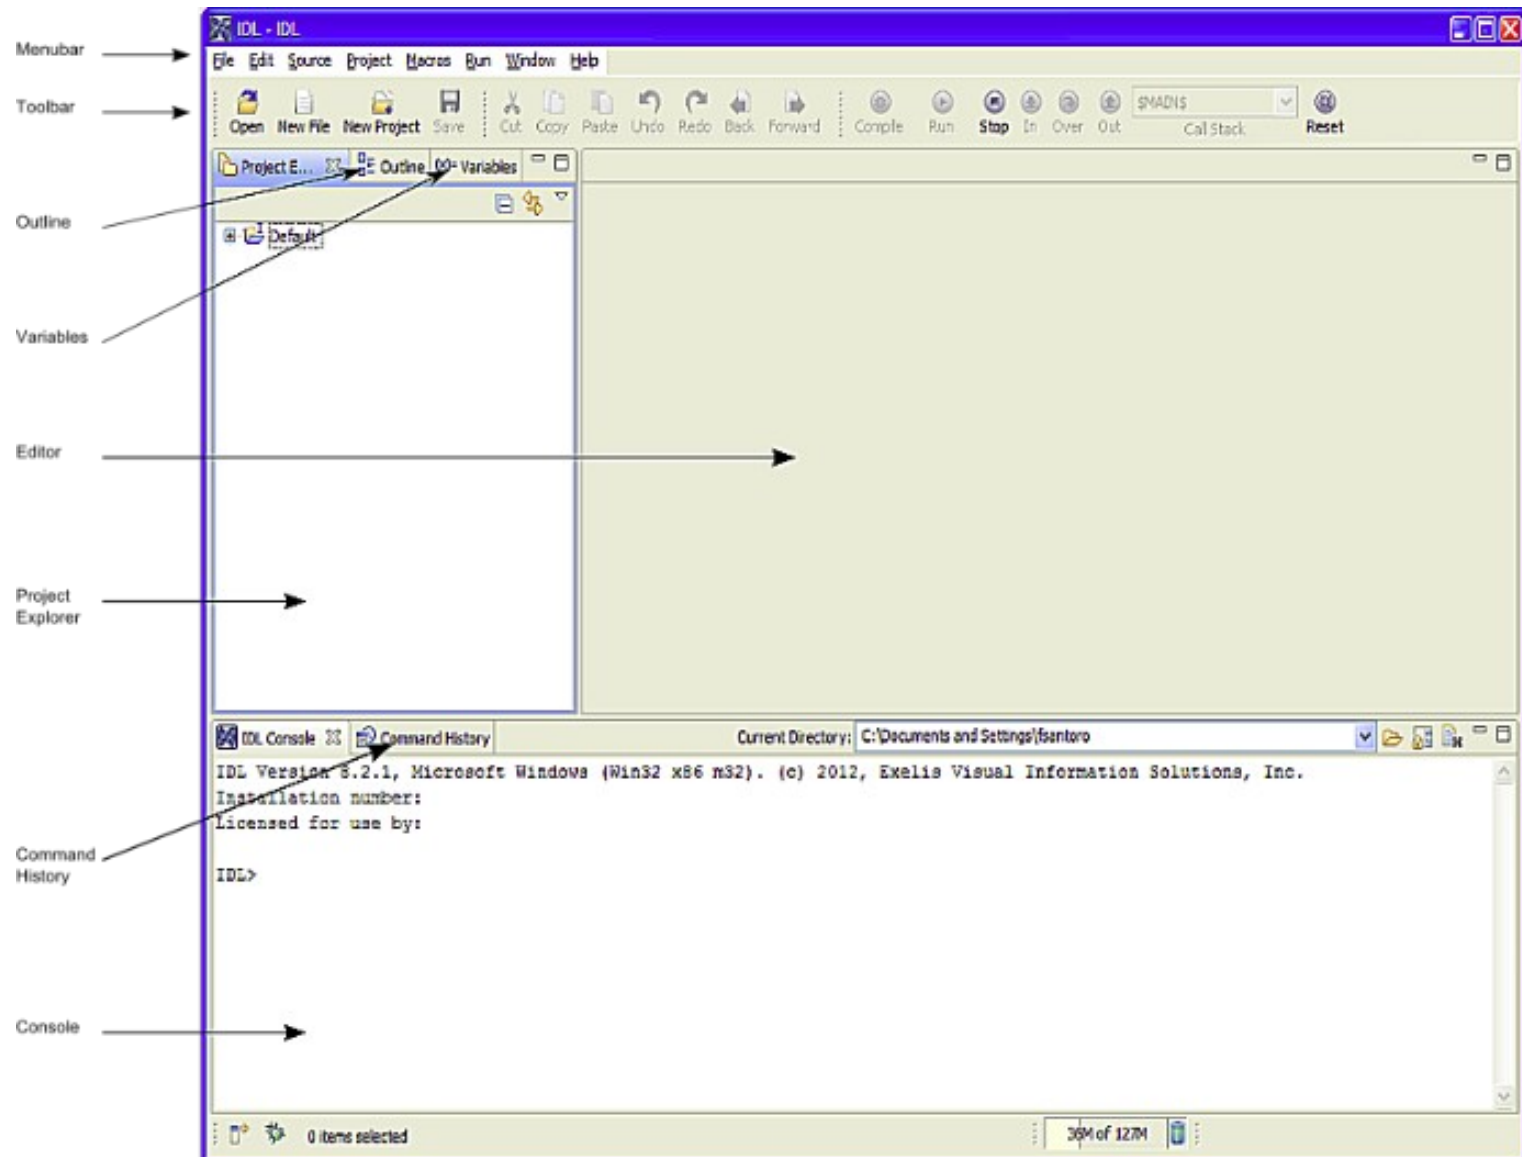 IDL - IDL
Menubar
File Edit Source Project Macros Run Window Help
Toolbar
Open New File New Project Save Cut Copy Paste Undo Redo Back Forward Compile Run Stop In Over Out $MAIN$ Call Stack Reset
Project E... Outline Variables
Outline
Default
Variables
Editor
Project
Explorer
IDL Console Command History Current Directory: C:\Documents and Settings\fsantoro
IDL Version 8.2.1, Microsoft Windows (Win32 x86 m32). (c) 2012, Exelis Visual Information Solutions, Inc.
Installation number:
Licensed for use by:
Command
History
IDL>
Console
0 items selected 36M of 127M